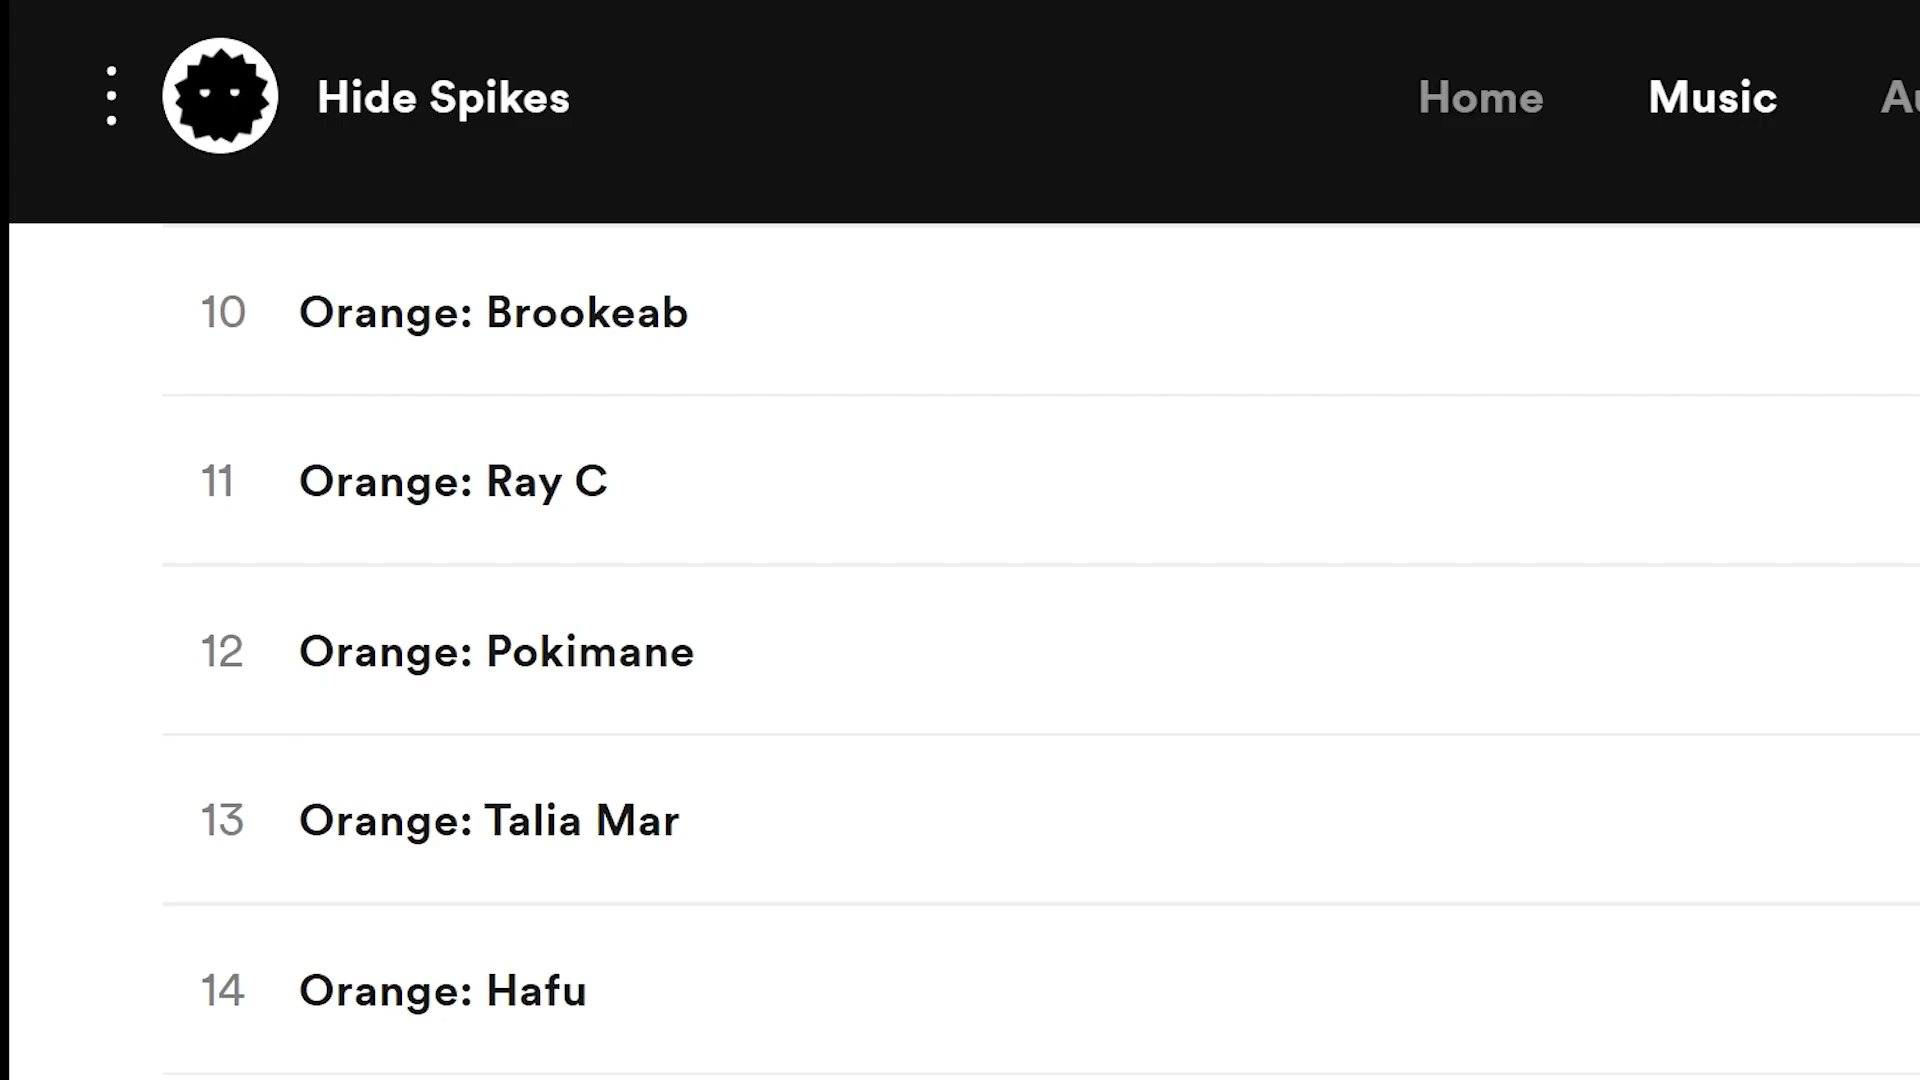 Hide Spikes
Home Music Au
10 Orange: Brookeab
11 Orange: Ray C
12 Orange: Pokimane
13 Orange: Talia Mar
14 Orange: Hafu